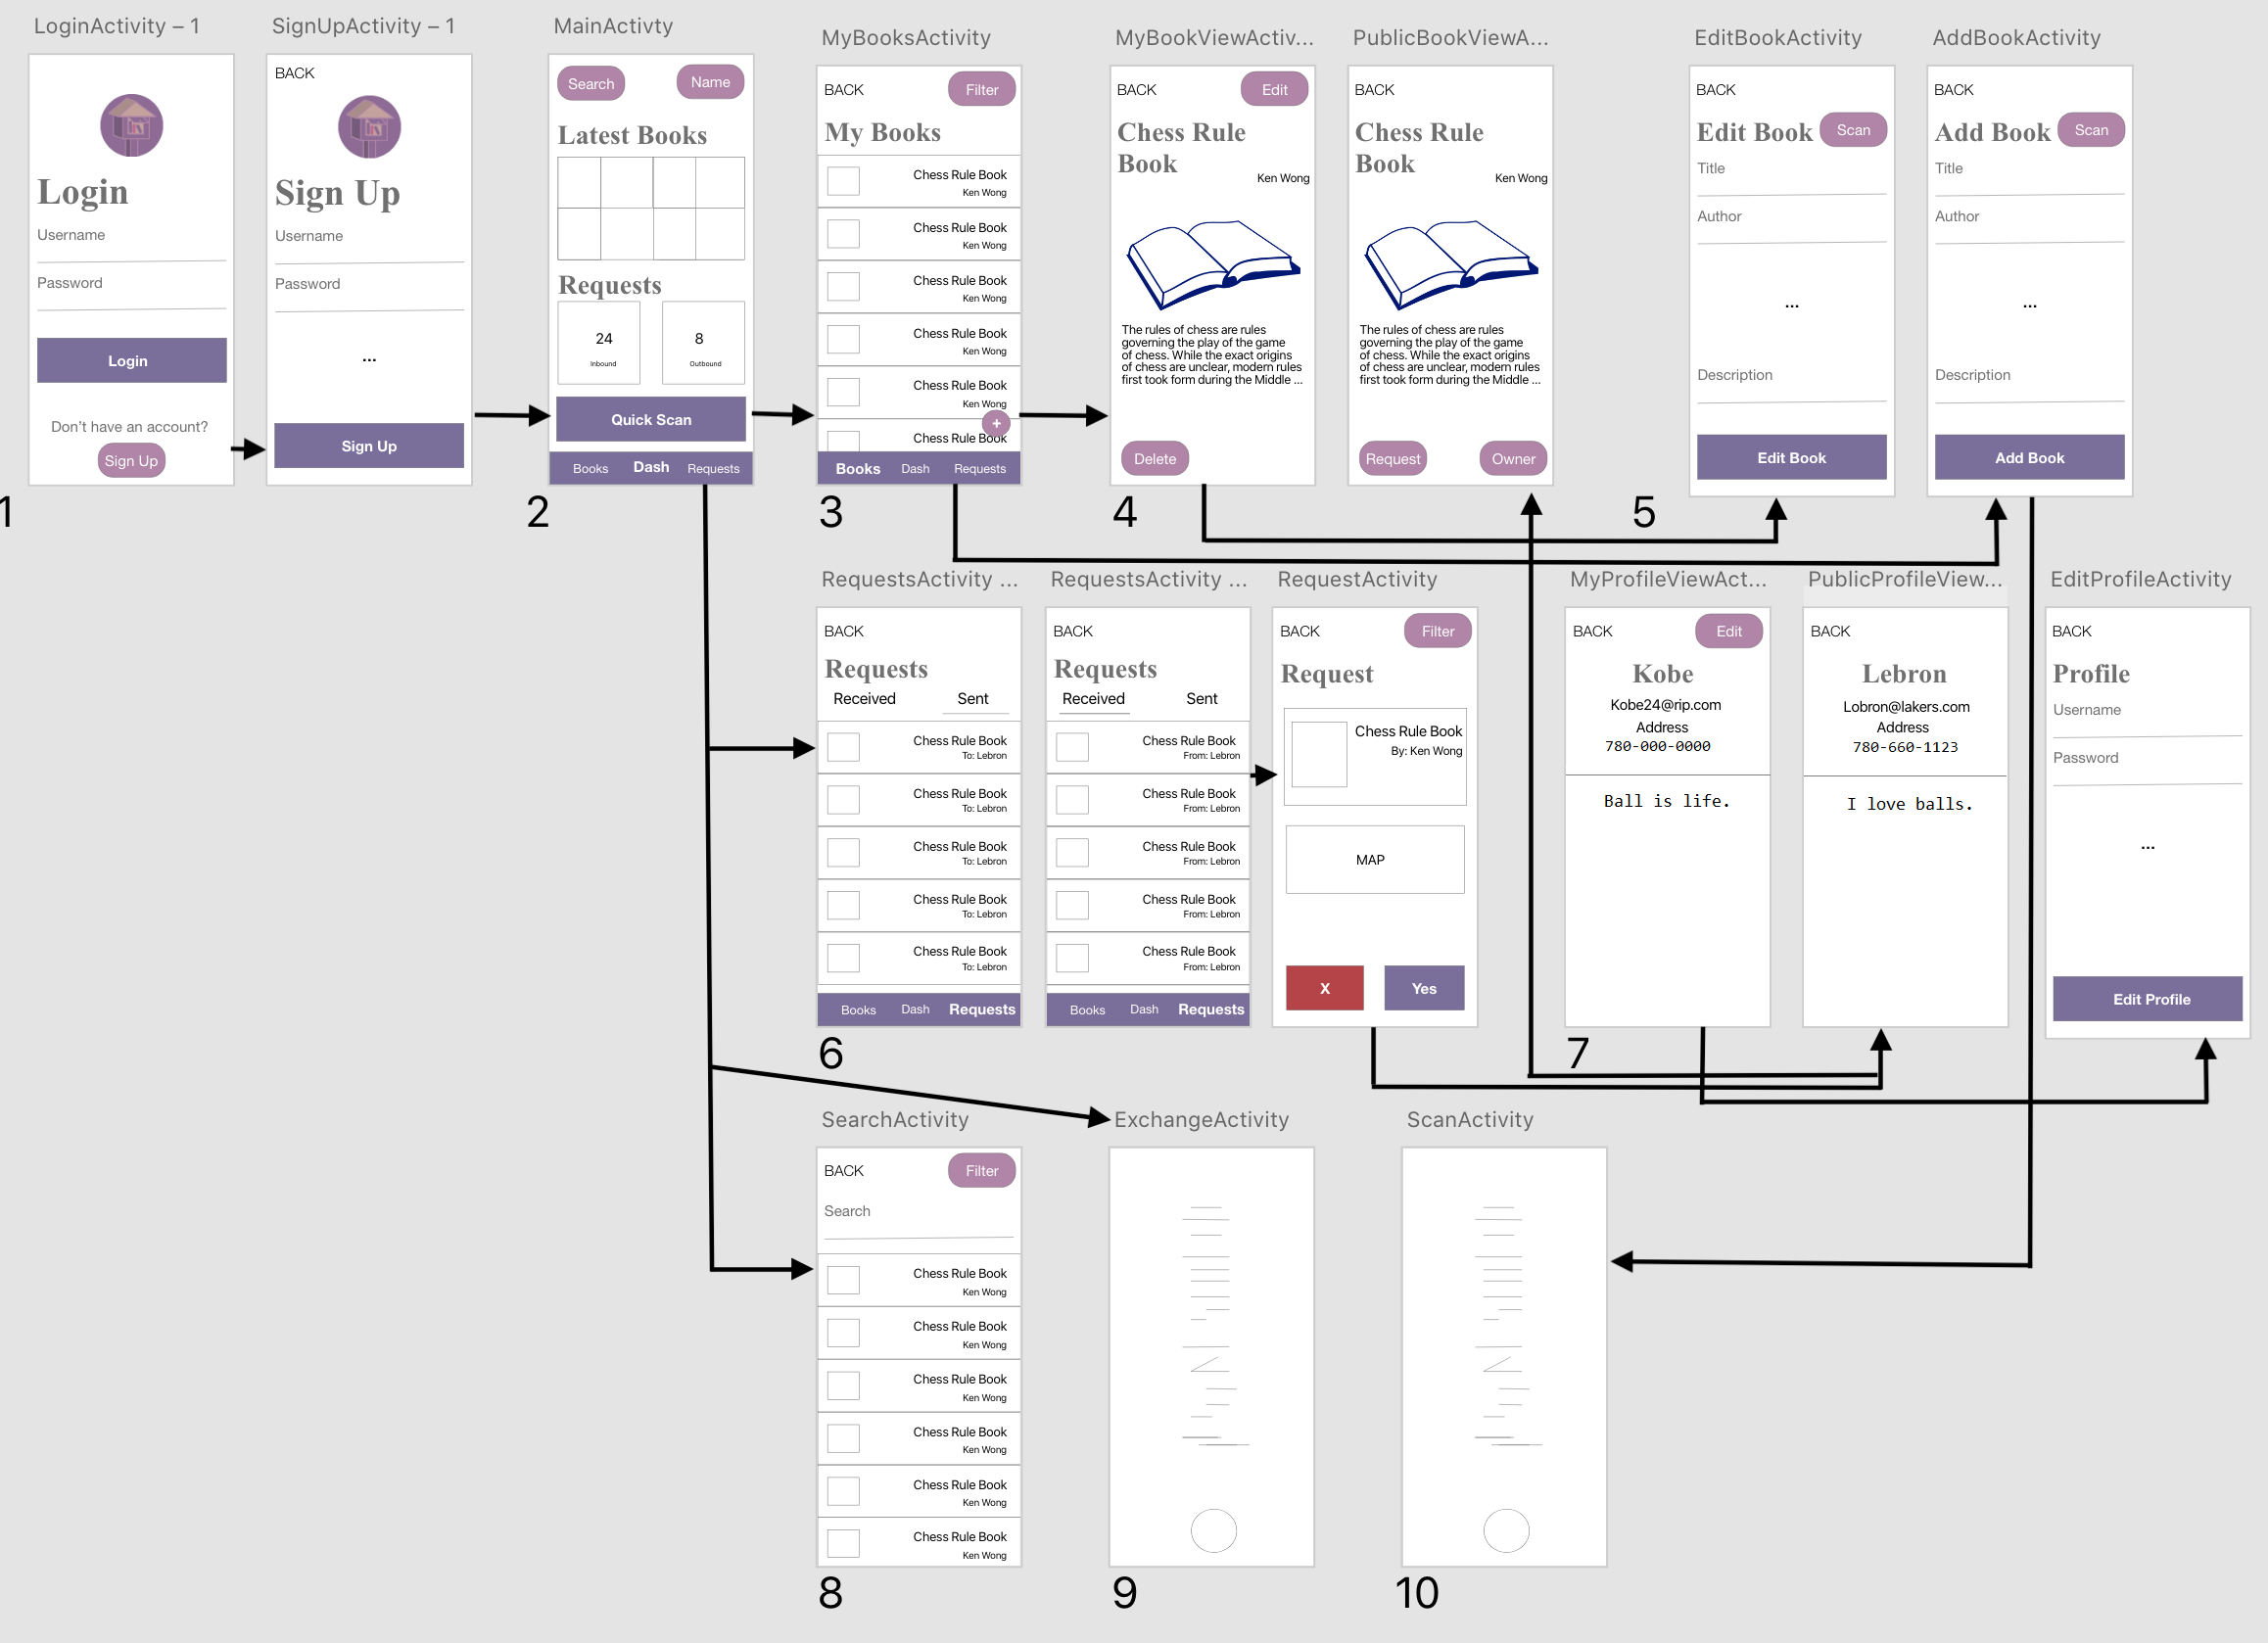 LoginActivity – 1
Login
Username
Password
Login
Don't have an account?
Sign Up
1
SignUpActivity – 1
BACK
Sign Up
Username
Password
...
Sign Up
MainActivty
Search
Name
Latest Books
Requests
24
Inbound
8
Outbound
Quick Scan
Books Dash Requests
2
MyBooksActivity
BACK
Filter
My Books
Chess Rule Book
Ken Wong
Chess Rule Book
Ken Wong
Chess Rule Book
Ken Wong
Chess Rule Book
Ken Wong
Chess Rule Book
Ken Wong
+
Chess Rule Book
Books Dash Requests
3
MyBookViewActiv...
BACK
Edit
Chess Rule
Book
Ken Wong
The rules of chess are rules
governing the play of the game
of chess. While the exact origins
of chess are unclear, modern rules
first took form during the Middle ...
Delete
4
PublicBookViewA...
BACK
Chess Rule
Book
Ken Wong
The rules of chess are rules
governing the play of the game
of chess. While the exact origins
of chess are unclear, modern rules
first took form during the Middle ...
Request
Owner
EditBookActivity
BACK
Edit Book
Scan
Title
Author
...
Description
Edit Book
5
AddBookActivity
BACK
Add Book
Scan
Title
Author
...
Description
Add Book
RequestsActivity ...
BACK
Requests
Received Sent
Chess Rule Book
To: Lebron
Chess Rule Book
To: Lebron
Chess Rule Book
To: Lebron
Chess Rule Book
To: Lebron
Chess Rule Book
To: Lebron
Books Dash Requests
6
RequestsActivity ...
BACK
Requests
Received Sent
Chess Rule Book
From: Lebron
Chess Rule Book
From: Lebron
Chess Rule Book
From: Lebron
Chess Rule Book
From: Lebron
Chess Rule Book
From: Lebron
Books Dash Requests
RequestActivity
BACK
Filter
Request
Chess Rule Book
By: Ken Wong
MAP
X
Yes
MyProfileViewAct...
BACK
Edit
Kobe
Kobe24@rip.com
Address
780-000-0000
Ball is life.
7
PublicProfileView...
BACK
Lebron
Lobron@lakers.com
Address
780-660-1123
I love balls.
EditProfileActivity
BACK
Profile
Username
Password
...
Edit Profile
SearchActivity
BACK
Filter
Search
Chess Rule Book
Ken Wong
Chess Rule Book
Ken Wong
Chess Rule Book
Ken Wong
Chess Rule Book
Ken Wong
Chess Rule Book
Ken Wong
Chess Rule Book
Ken Wong
8
ExchangeActivity
9
ScanActivity
10